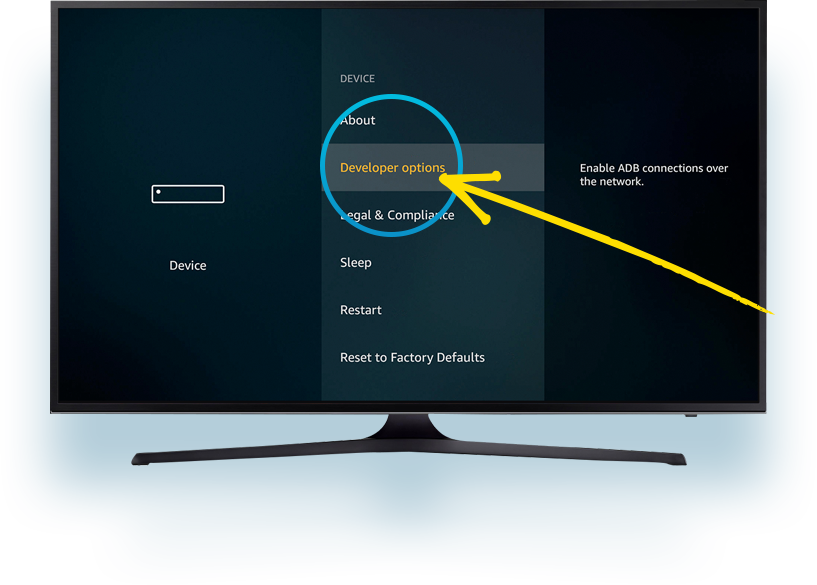 DEVICE
About
Developer options
Legal & Compliance
Sleep
Restart
Reset to Factory Defaults
Device
Enable ADB connections over
the network.